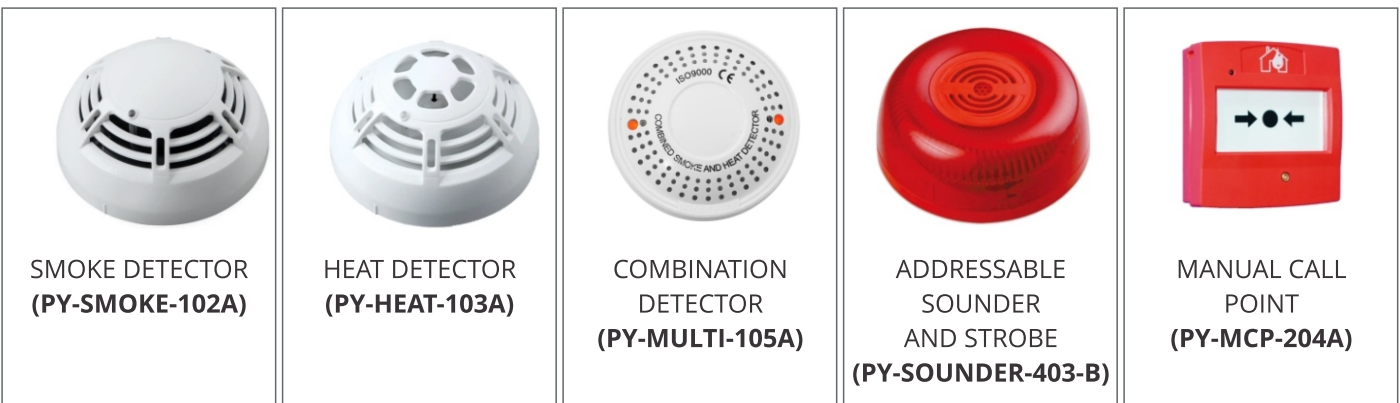 ISO9000 CE
COMBINED SMOKE AND HEAT DETECTOR
SMOKE DETECTOR
(PY-SMOKE-102A)
HEAT DETECTOR
(PY-HEAT-103A)
COMBINATION
DETECTOR
(PY-MULTI-105A)
ADDRESSABLE
SOUNDER
AND STROBE
(PY-SOUNDER-403-B)
MANUAL CALL
POINT
(PY-MCP-204A)